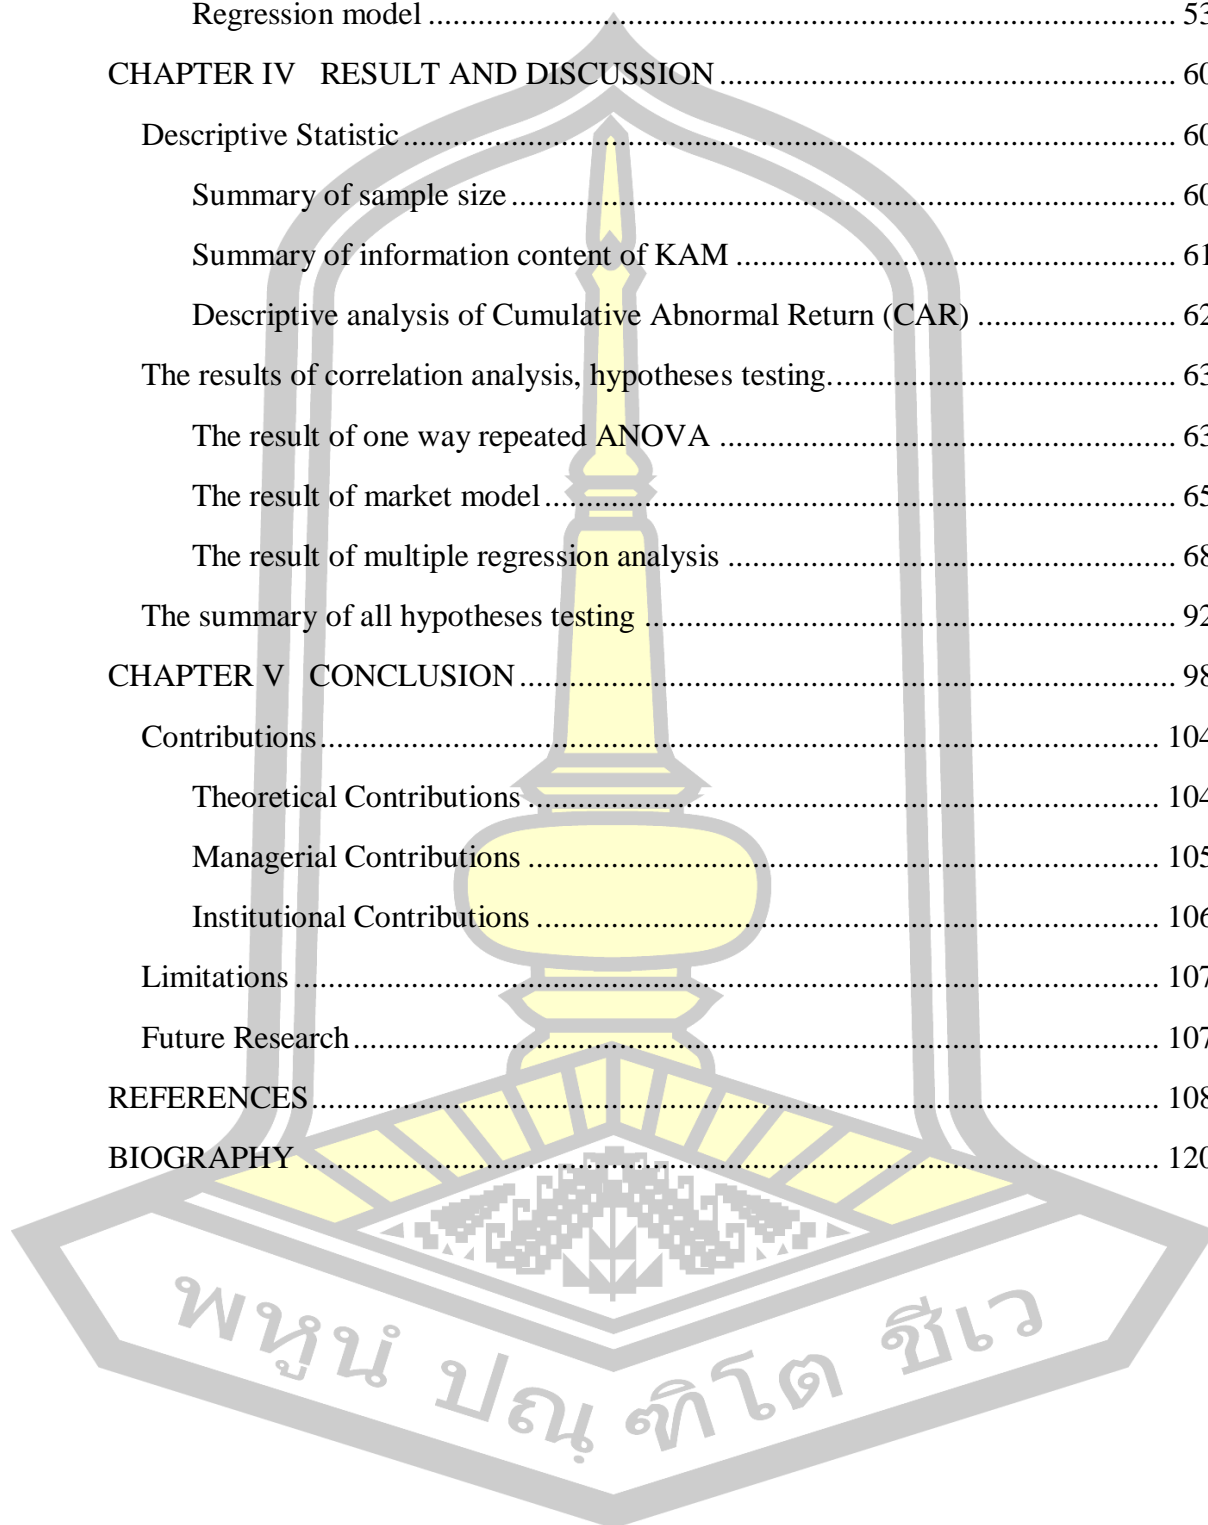 Regression model ........................................................................................... 53
CHAPTER IV   RESULT AND DISCUSSION ......................................................... 60
Descriptive Statistic ................................................................................................ 60
Summary of sample size ................................................................................... 60
Summary of information content of KAM ....................................................... 61
Descriptive analysis of Cumulative Abnormal Return (CAR) ........................ 62
The results of correlation analysis, hypotheses testing. .......................................... 63
The result of one way repeated ANOVA ......................................................... 63
The result of market model ............................................................................... 65
The result of multiple regression analysis ........................................................ 68
The summary of all hypotheses testing .................................................................. 92
CHAPTER V   CONCLUSION .................................................................................. 98
Contributions ......................................................................................................... 104
Theoretical Contributions ............................................................................... 104
Managerial Contributions ............................................................................... 105
Institutional Contributions .............................................................................. 106
Limitations ............................................................................................................ 107
Future Research ..................................................................................................... 107
REFERENCES .......................................................................................................... 108
BIOGRAPHY ........................................................................................................... 120
พหูนํ ปณฺฑิโต ชีเว